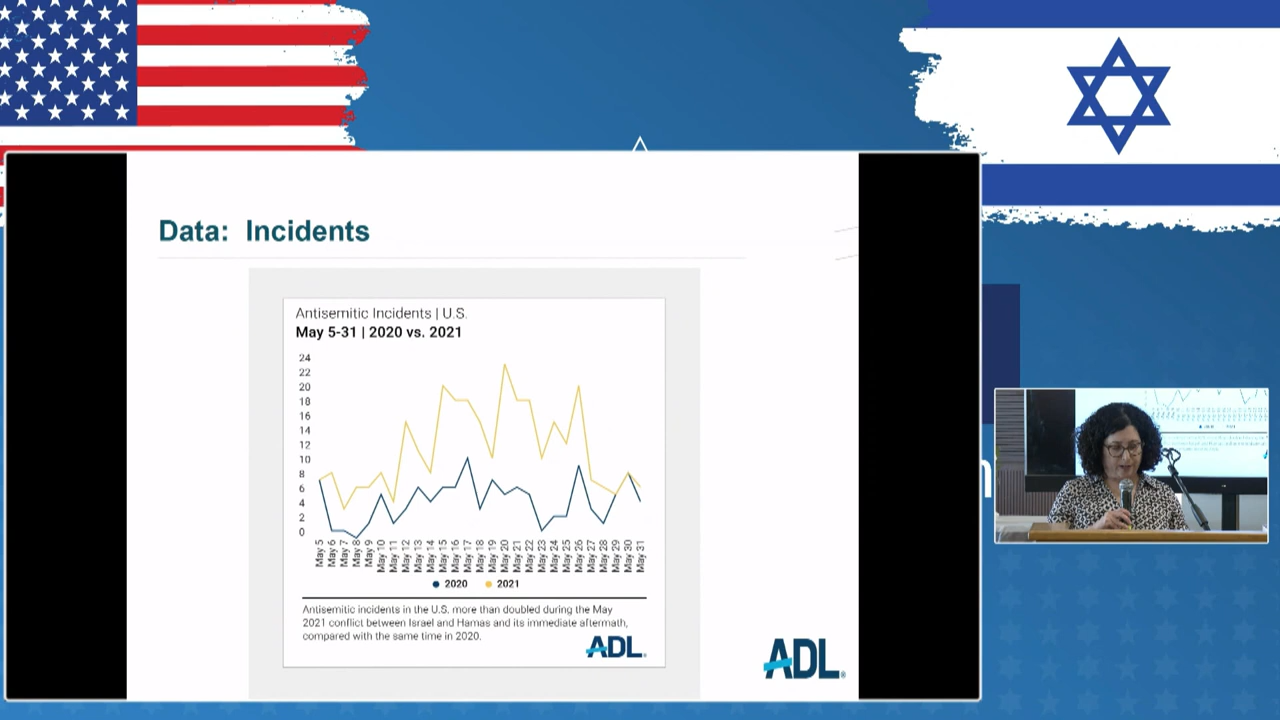 Data: Incidents
Antisemitic Incidents | U.S.
May 5-31 | 2020 vs. 2021
24
22
20
18
16
14
12
10
8
6
4
2
0
May 5
May 6
May 7
May 8
May 9
May 10
May 11
May 12
May 13
May 14
May 15
May 16
May 17
May 18
May 19
May 20
May 21
May 22
May 23
May 24
May 25
May 26
May 27
May 28
May 29
May 30
May 31
2020 2021
Antisemitic incidents in the U.S. more than doubled during the May
2021 conflict between Israel and Hamas and its immediate aftermath,
compared with the same time in 2020.
ADL
ADL®